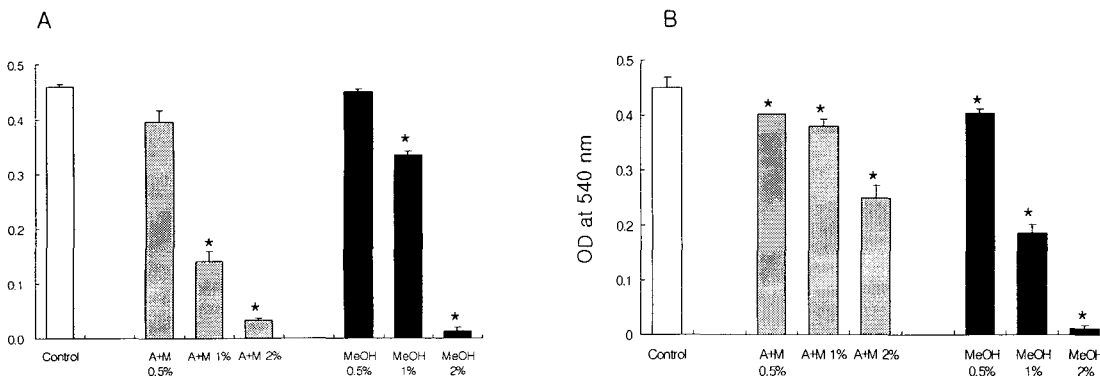 A
0.5
0.4
0.3
0.2
0.1
0.0
*
*
*
*
Control
A+M 0.5%
A+M 1%
A+M 2%
MeOH 0.5%
MeOH 1%
MeOH 2%
B
OD at 540 nm
0.5
0.4
0.3
0.2
0.1
0
*
*
*
*
*
*
Control
A+M 0.5%
A+M 1%
A+M 2%
MeOH 0.5%
MeOH 1%
MeOH 2%